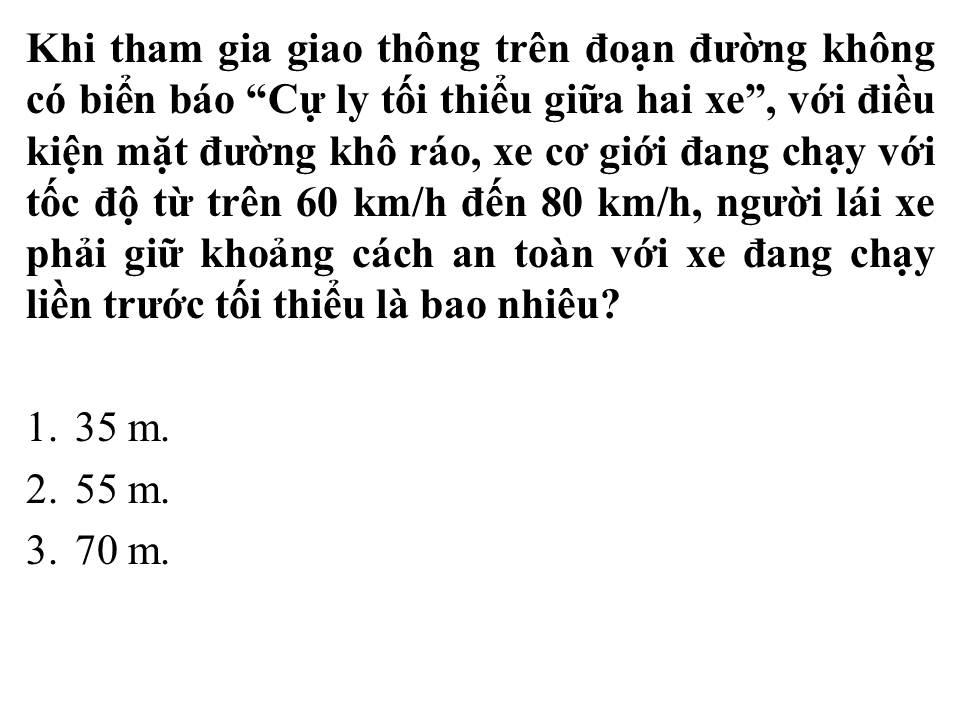 Khi tham gia giao thông trên đoạn đường không
có biển báo “Cự ly tối thiểu giữa hai xe”, với điều
kiện mặt đường khô ráo, xe cơ giới đang chạy với
tốc độ từ trên 60 km/h đến 80 km/h, người lái xe
phải giữ khoảng cách an toàn với xe đang chạy
liền trước tối thiểu là bao nhiêu?
1. 35 m.
2. 55 m.
3. 70 m.